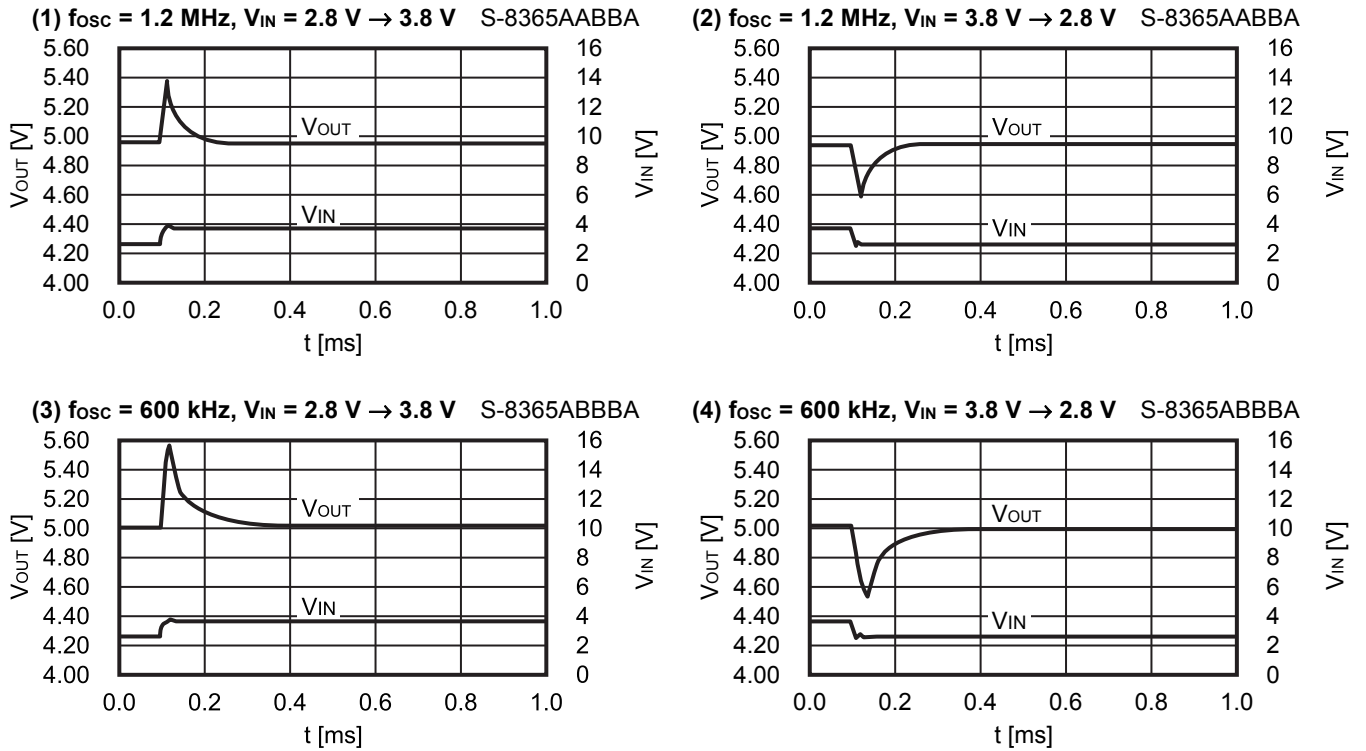 (1) fosc = 1.2 MHz, VIN = 2.8 V → 3.8 V S-8365AABBA
5.60 16
5.40 14
5.20 12
5.00 10
4.80 8
4.60 6
4.40 4
4.20 2
4.00 0
VOUT [V]
VIN [V]
VOUT
VIN
0.0 0.2 0.4 0.6 0.8 1.0
t [ms]
(2) fosc = 1.2 MHz, VIN = 3.8 V → 2.8 V S-8365AABBA
5.60 16
5.40 14
5.20 12
5.00 10
4.80 8
4.60 6
4.40 4
4.20 2
4.00 0
VOUT [V]
VIN [V]
VOUT
VIN
0.0 0.2 0.4 0.6 0.8 1.0
t [ms]
(3) fosc = 600 kHz, VIN = 2.8 V → 3.8 V S-8365ABBBA
5.60 16
5.40 14
5.20 12
5.00 10
4.80 8
4.60 6
4.40 4
4.20 2
4.00 0
VOUT [V]
VIN [V]
VOUT
VIN
0.0 0.2 0.4 0.6 0.8 1.0
t [ms]
(4) fosc = 600 kHz, VIN = 3.8 V → 2.8 V S-8365ABBBA
5.60 16
5.40 14
5.20 12
5.00 10
4.80 8
4.60 6
4.40 4
4.20 2
4.00 0
VOUT [V]
VIN [V]
VOUT
VIN
0.0 0.2 0.4 0.6 0.8 1.0
t [ms]